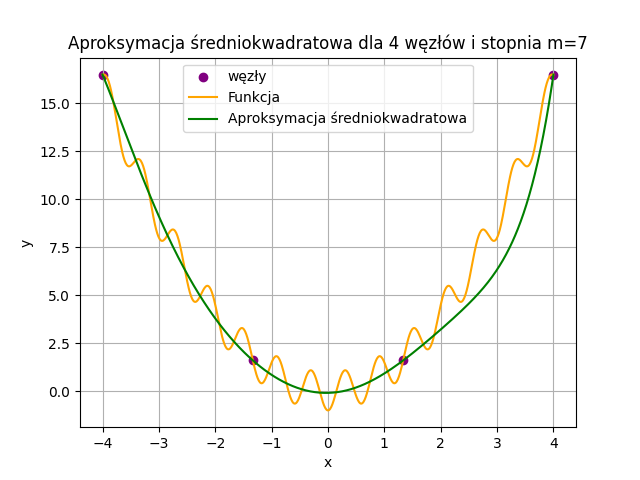 Aproksymacja średniokwadratowa dla 4 węzłów i stopnia m=7
węzły
Funkcja
Aproksymacja średniokwadratowa
15.0
12.5
10.0
7.5
5.0
2.5
0.0
y
−4 −3 −2 −1 0 1 2 3 4
x